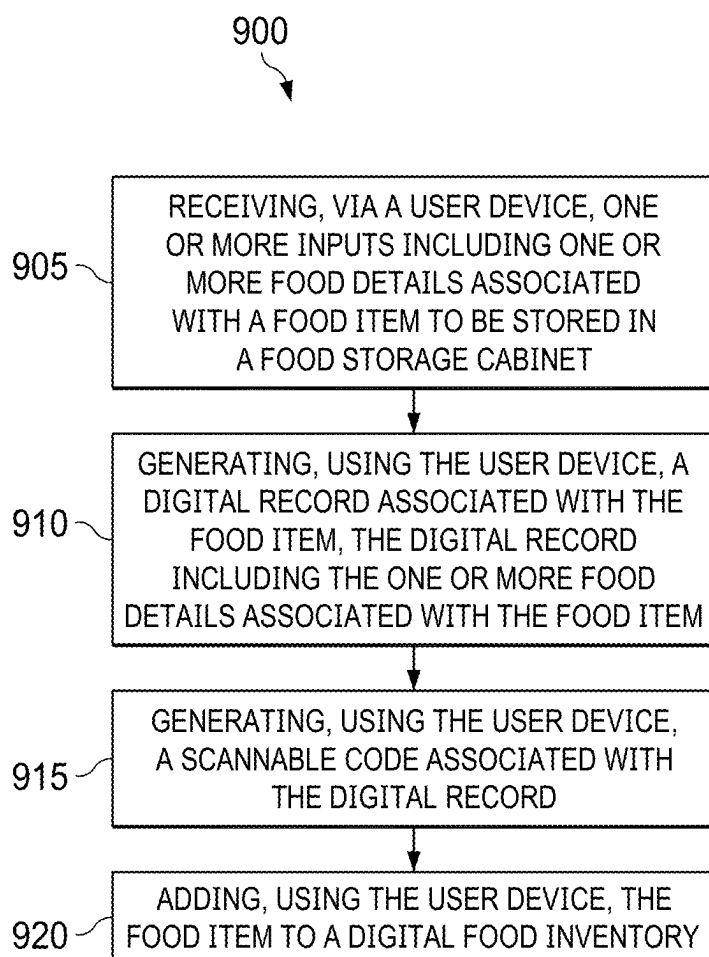 900
905
RECEIVING, VIA A USER DEVICE, ONE
OR MORE INPUTS INCLUDING ONE OR
MORE FOOD DETAILS ASSOCIATED
WITH A FOOD ITEM TO BE STORED IN
A FOOD STORAGE CABINET
910
GENERATING, USING THE USER DEVICE, A
DIGITAL RECORD ASSOCIATED WITH THE
FOOD ITEM, THE DIGITAL RECORD
INCLUDING THE ONE OR MORE FOOD
DETAILS ASSOCIATED WITH THE FOOD ITEM
915
GENERATING, USING THE USER DEVICE,
A SCANNABLE CODE ASSOCIATED WITH
THE DIGITAL RECORD
920
ADDING, USING THE USER DEVICE, THE
FOOD ITEM TO A DIGITAL FOOD INVENTORY